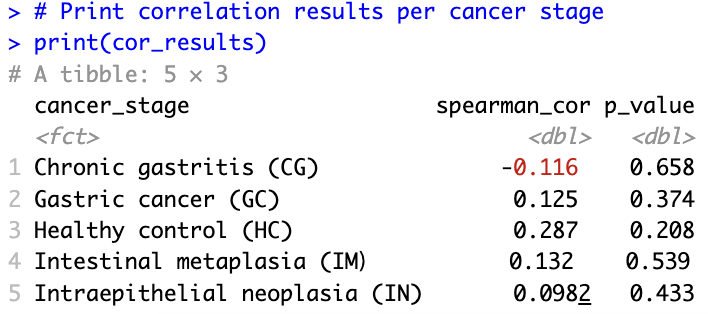 > # Print correlation results per cancer stage
> print(cor_results)
# A tibble: 5 × 3
  cancer_stage                 spearman_cor p_value
  <fct>                               <dbl>   <dbl>
1 Chronic gastritis (CG)            -0.116    0.658
2 Gastric cancer (GC)                0.125    0.374
3 Healthy control (HC)               0.287    0.208
4 Intestinal metaplasia (IM)         0.132    0.539
5 Intraepithelial neoplasia (IN)     0.0982   0.433